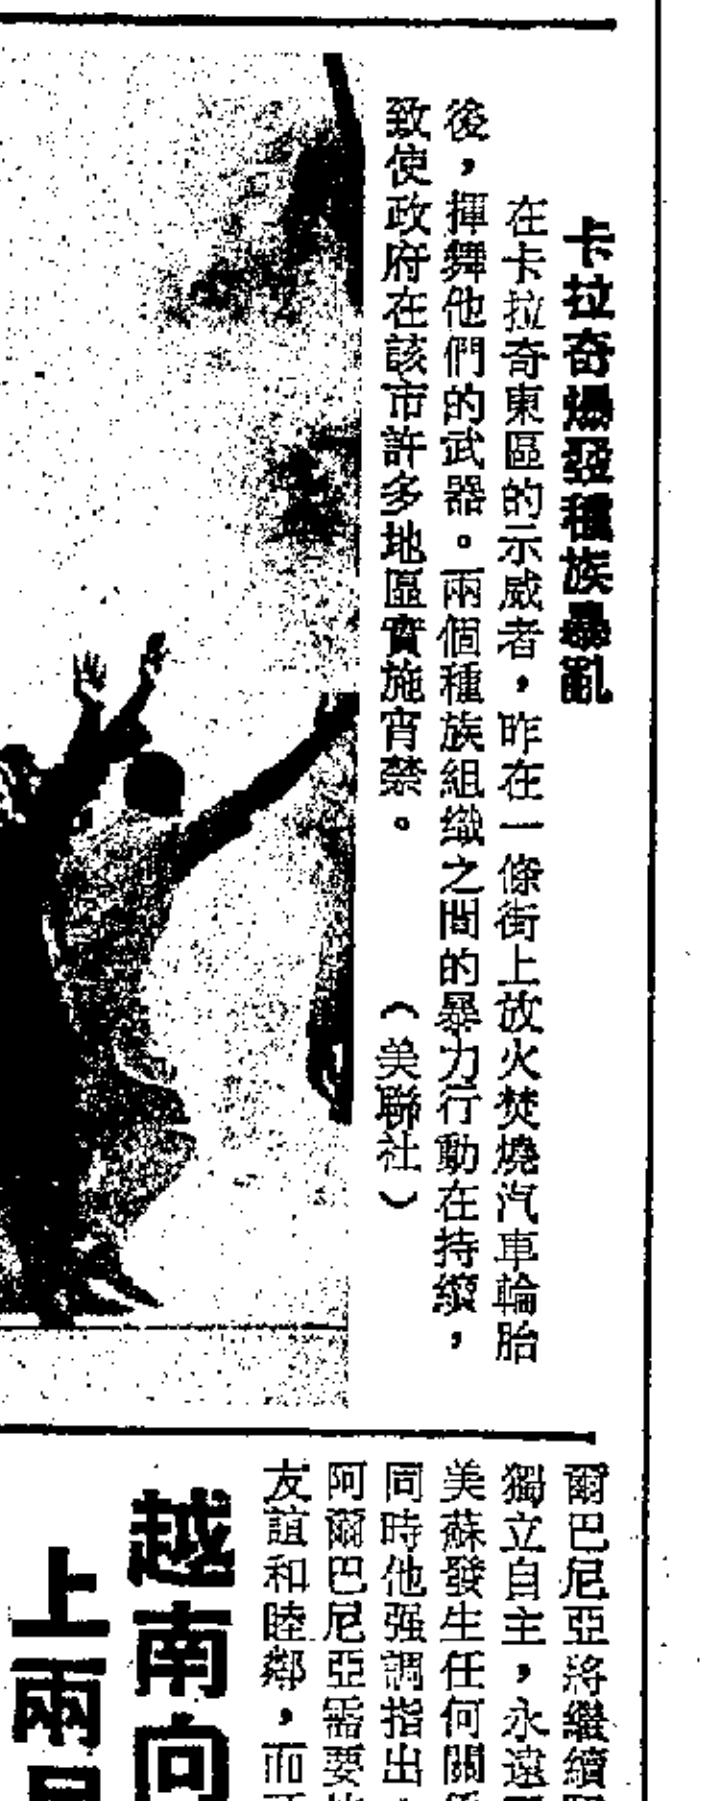 卡拉奇爆發種族暴亂
在卡拉奇東區的示威者，昨在一條街上放火焚燒汽車輪胎
後，揮舞他們的武器。兩個種族組織之間的暴力行動在持續，
致使政府在該市許多地區實施宵禁。（美聯社）
爾巴尼亞將繼續
獨立自主，永遠
美蘇發生任何關係
同時他强調指出，
阿爾巴尼亞需要
友誼和睦鄰，而
越南向
上兩